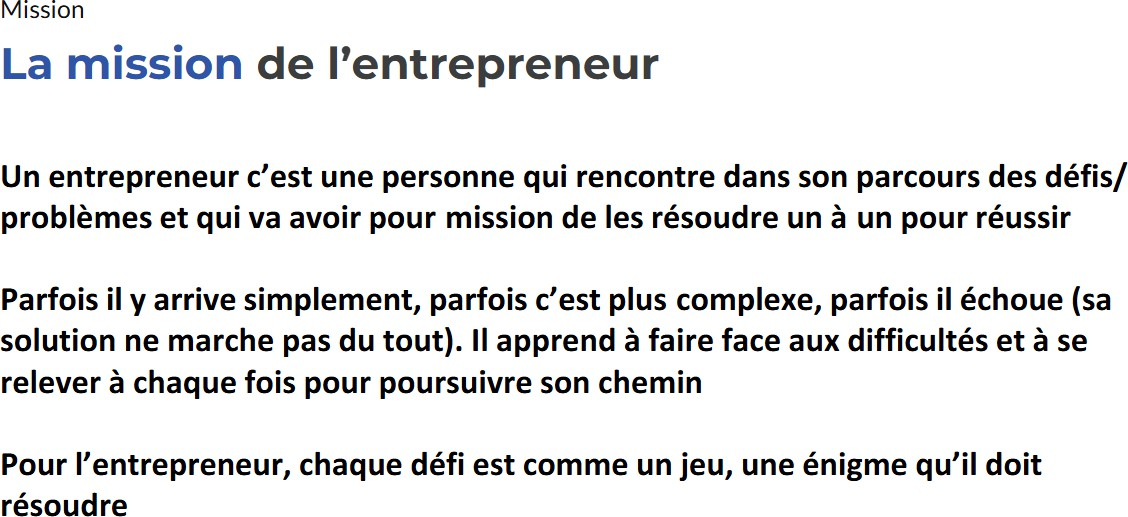 Mission
La mission de l’entrepreneur
Un entrepreneur c’est une personne qui rencontre dans son parcours des défis/
problèmes et qui va avoir pour mission de les résoudre un à un pour réussir
Parfois il y arrive simplement, parfois c’est plus complexe, parfois il échoue (sa
solution ne marche pas du tout). Il apprend à faire face aux difficultés et à se
relever à chaque fois pour poursuivre son chemin
Pour l’entrepreneur, chaque défi est comme un jeu, une énigme qu’il doit
résoudre